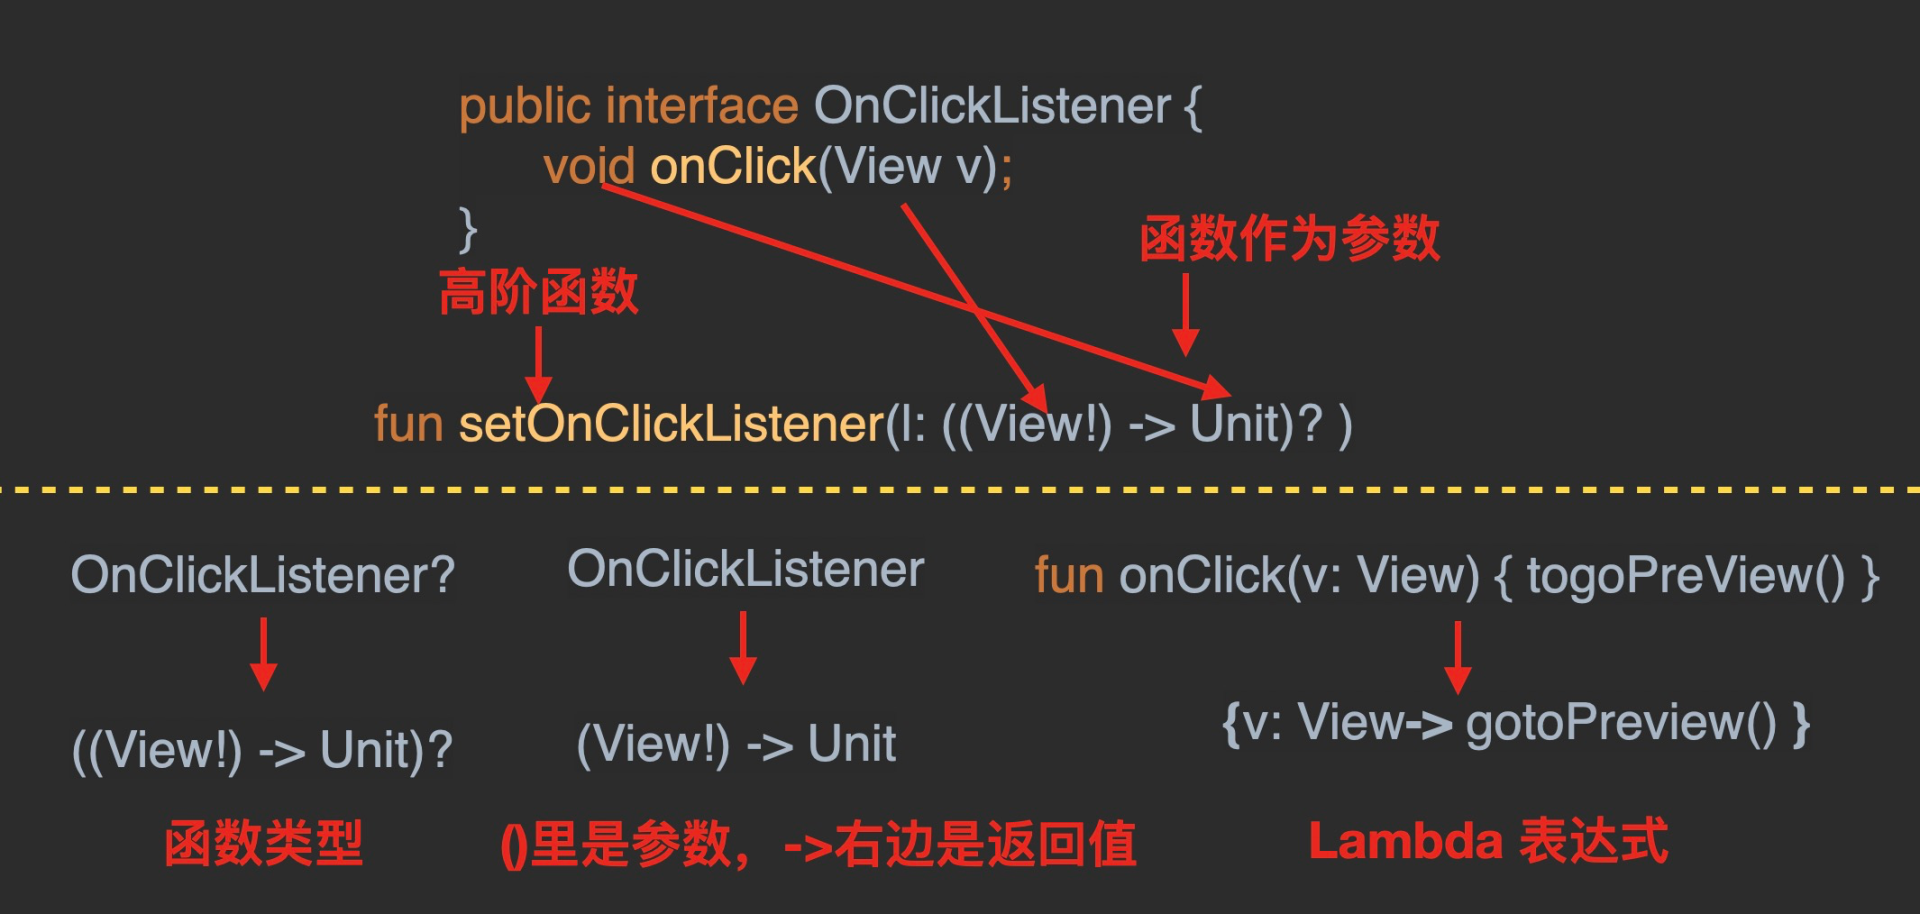 public interface OnClickListener {
void onClick(View v);
}
函数作为参数
高阶函数
fun setOnClickListener(l: ((View!) -> Unit)? )
OnClickListener?
OnClickListener
fun onClick(v: View) { togoPreView() }
((View!) -> Unit)?
(View!) -> Unit
{v: View-> gotoPreview() }
函数类型
()里是参数，->右边是返回值
Lambda 表达式